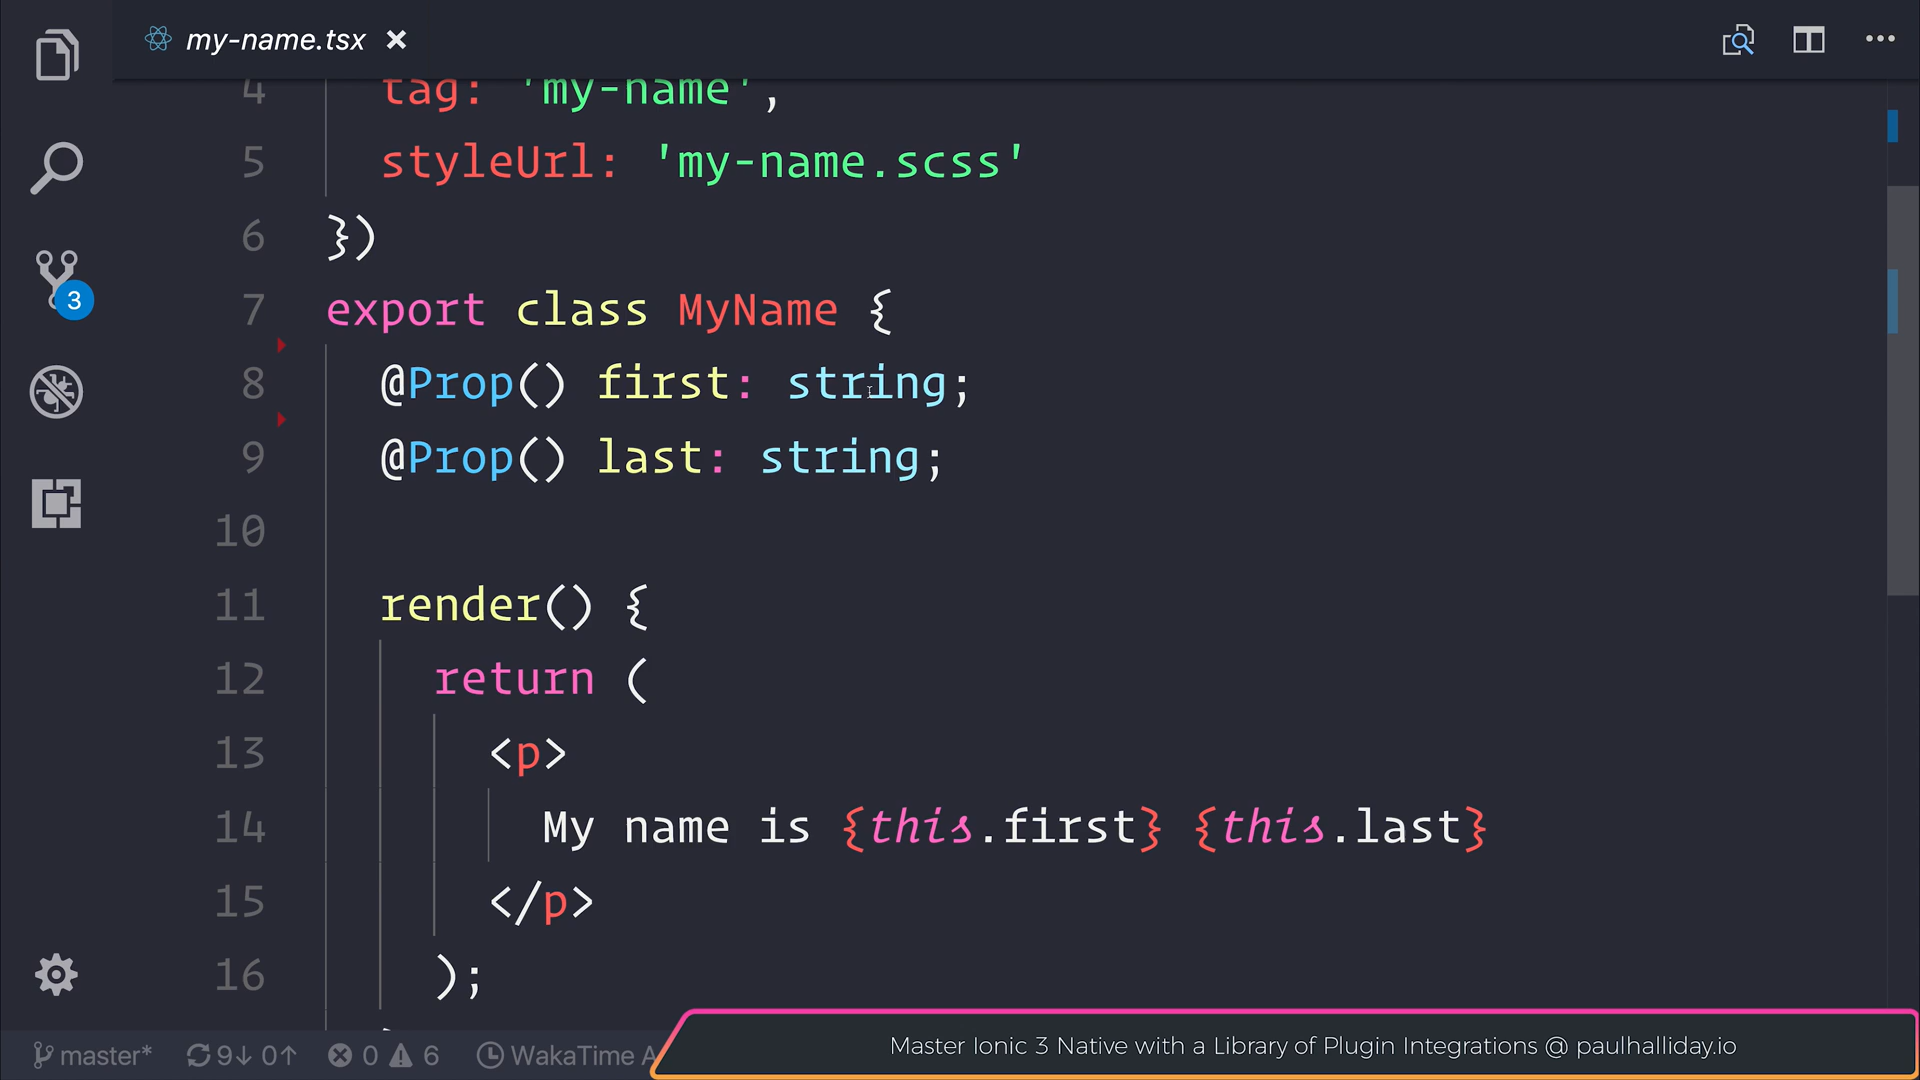 my-name.tsx
4 tag: 'my-name',
5 styleUrl: 'my-name.scss'
6 })
7 export class MyName {
8 @Prop() first: string;
9 @Prop() last: string;
10
11 render() {
12 return (
13 <p>
14 My name is {this.first} {this.last}
15 </p>
16 );
3
master* 9↓ 0↑ 0 6 WakaTime A
Master Ionic 3 Native with a Library of Plugin Integrations @ paulhalliday.io